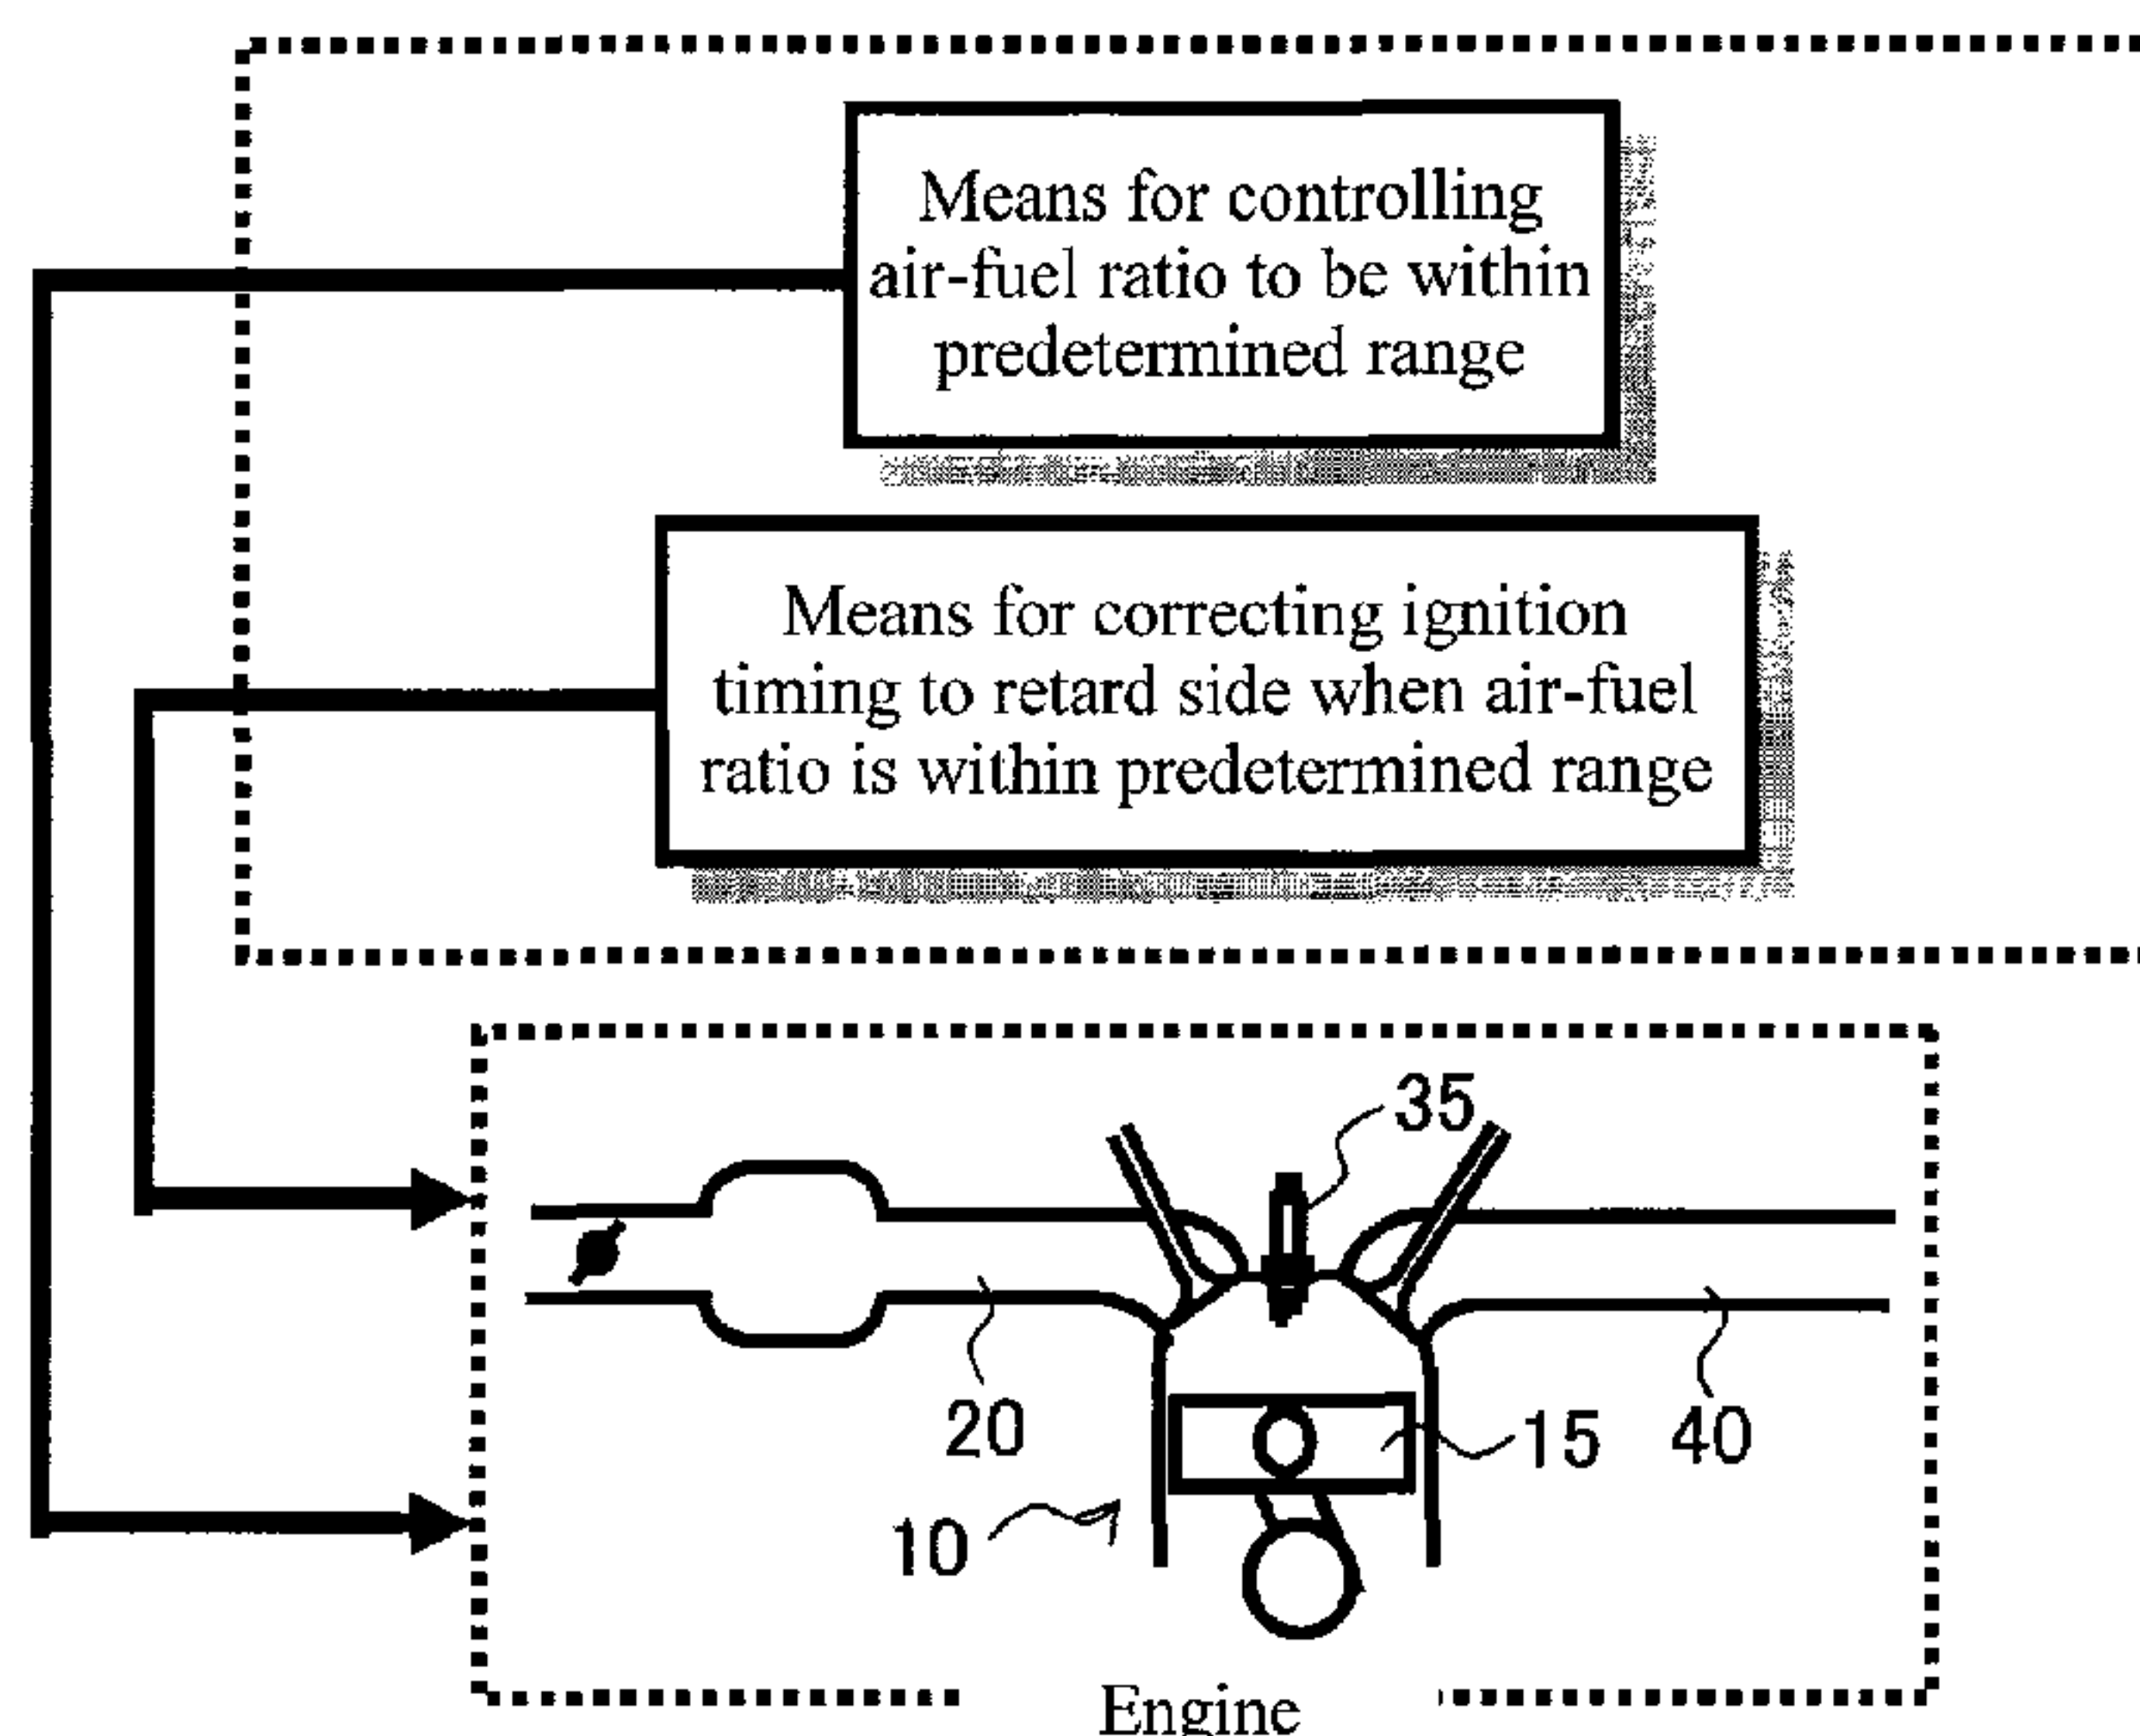 Means for controlling
air-fuel ratio to be within
predetermined range
Means for correcting ignition
timing to retard side when air-fuel
ratio is within predetermined range
35
20
15
40
10
Engine